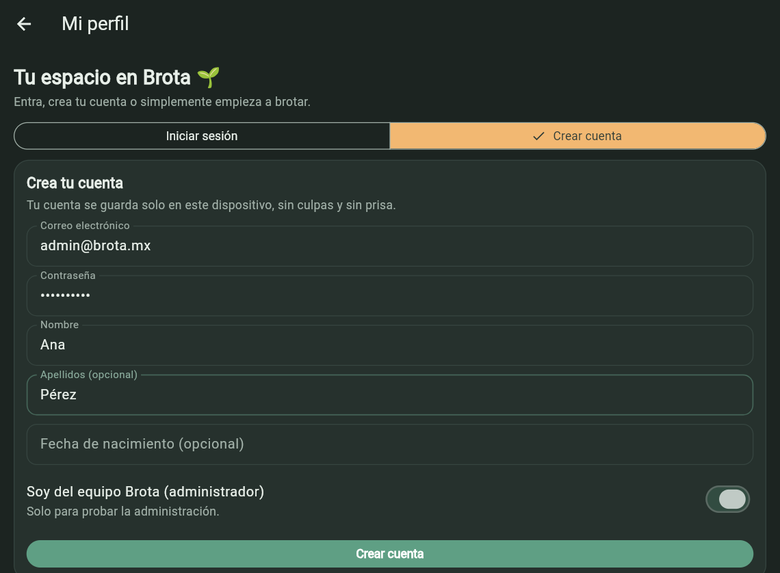 Mi perfil
Tu espacio en Brota 🌱
Entra, crea tu cuenta o simplemente empieza a brotar.
Iniciar sesión
Crear cuenta
Crea tu cuenta
Tu cuenta se guarda solo en este dispositivo, sin culpas y sin prisa.
Correo electrónico
admin@brota.mx
Contraseña
••••••••••
Nombre
Ana
Apellidos (opcional)
Pérez
Fecha de nacimiento (opcional)
Soy del equipo Brota (administrador)
Solo para probar la administración.
Crear cuenta